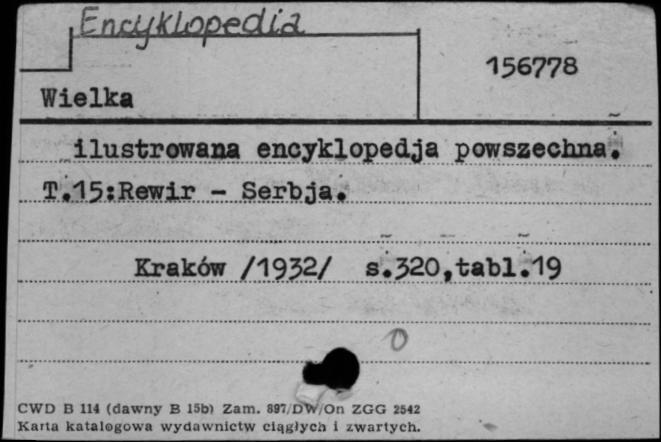 Encyklopedia
156778
Wielka
ilustrowana encyklopedja powszechna.
T.15:Rewir - Serbja.
Kraków /1932/ s.320,tabl.19
0
CWD B 114 (dawny B 15b) Zam. 897/DW/On ZGG 2542
Karta katalogowa wydawnictw ciągłych i zwartych.